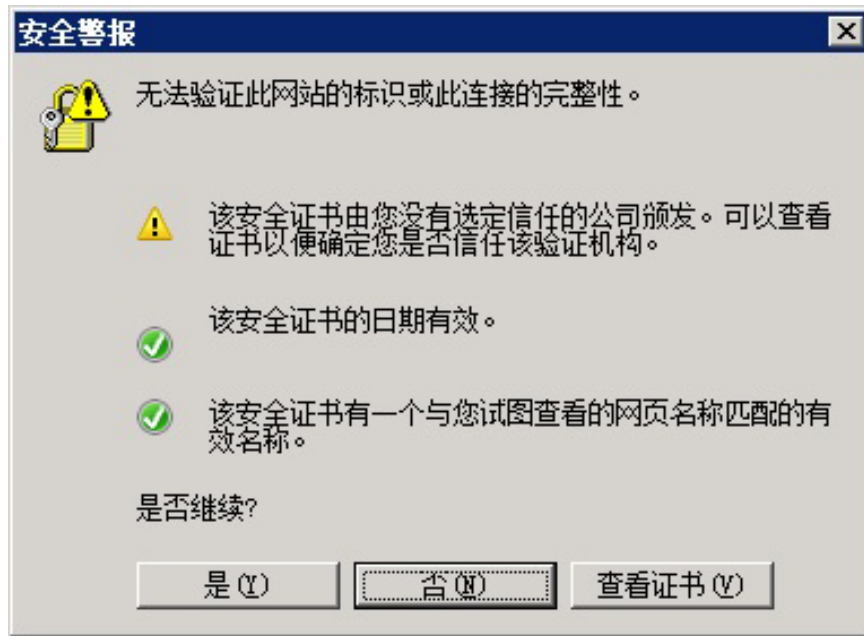 安全警报
无法验证此网站的标识或此连接的完整性。
该安全证书由您没有选定信任的公司颁发。可以查看
证书以便确定您是否信任该验证机构。
该安全证书的日期有效。
该安全证书有一个与您试图查看的网页名称匹配的有
效名称。
是否继续?
是(Y)
否(N)
查看证书(V)